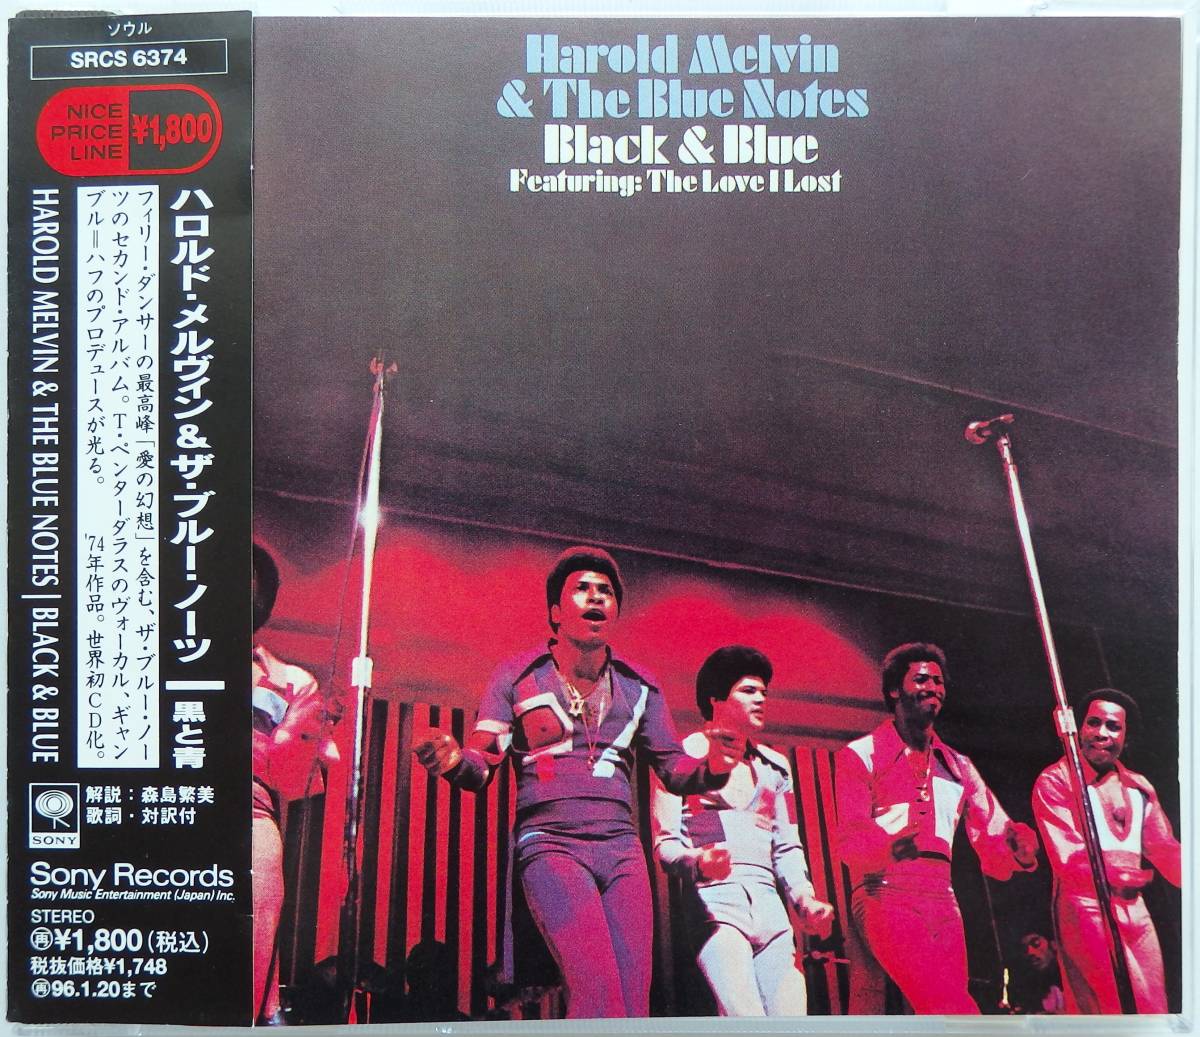 ソウル
SRCS 6374
NICE
PRICE
LINE
¥1,800
ハロルド・メルヴィン&ザ・ブルー・ノーツ 黒と青
フィリー・ダンサーの最高峰「愛の幻想」を含む、ザ・ブルー・ノー
ツのセカンド・アルバム。T・ペンダーグラスのヴォーカル、ギャン
ブル=ハフのプロデュースが光る。 '74年作品。世界初CD化。
HAROLD MELVIN & THE BLUE NOTES | BLACK & BLUE
SONY
解説:森島繁美
歌詞・対訳付
Sony Records
Sony Music Entertainment (Japan) Inc.
STEREO
再¥1,800(税込)
税抜価格¥1,748
再96.1.20まで
Harold Melvin
& The Blue Notes
Black & Blue
Featuring: The Love I Lost